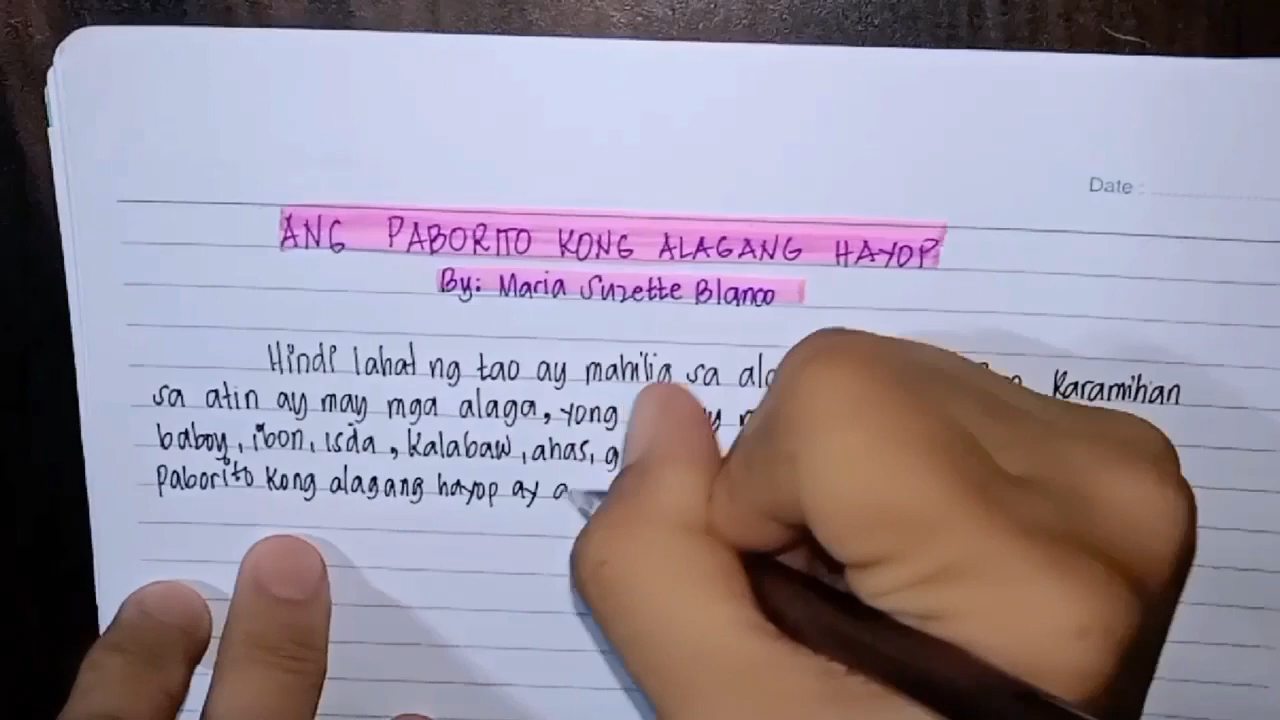 Date :
ANG PABORITO KONG ALAGANG HAYOP
By: Maria Suzette Blanco
Hindi lahat ng tao ay mahilig sa Karamihan
sa atin ay may mga alaga, yong
baboy, ibon, isda, kalabaw, ahas,
paborito kong alagang hayop ay